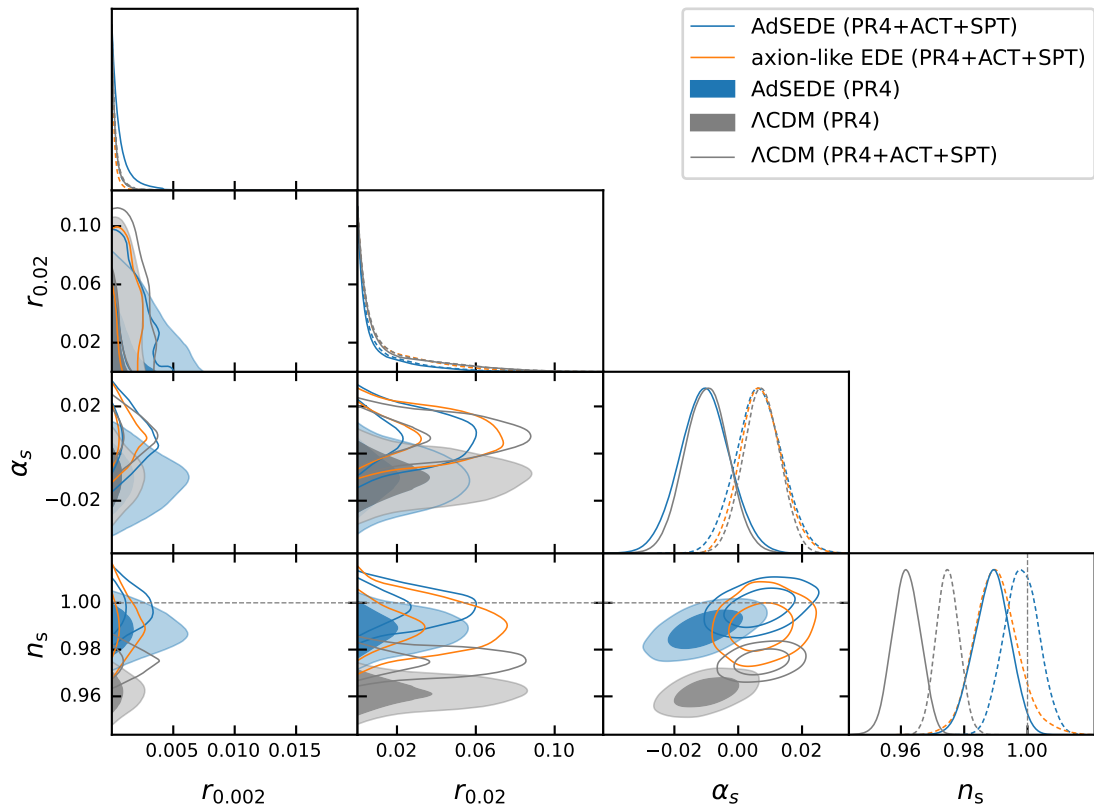 AdSEDE (PR4+ACT+SPT)
axion-like EDE (PR4+ACT+SPT)
AdSEDE (PR4)
ΛCDM (PR4)
ΛCDM (PR4+ACT+SPT)
0.10
0.06
0.02
r0.02
0.02
0.00
−0.02
αs
1.00
0.98
0.96
ns
0.005 0.010 0.015
0.02 0.06 0.10
−0.02 0.00 0.02
0.96 0.98 1.00
r0.002
r0.02
αs
ns